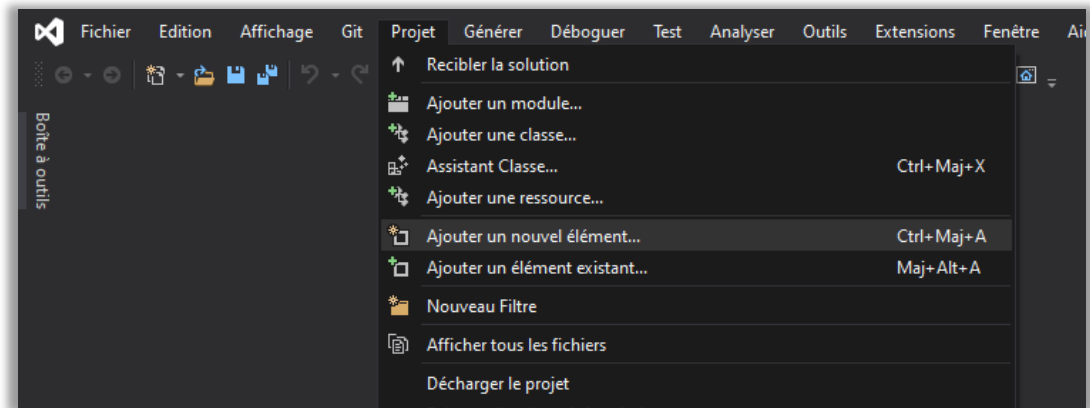 Fichier Edition Affichage Git Projet Générer Déboguer Test Analyser Outils Extensions Fenêtre
Recibler la solution
Ajouter un module...
Ajouter une classe...
Assistant Classe... Ctrl+Maj+X
Ajouter une ressource...
Ajouter un nouvel élément... Ctrl+Maj+A
Ajouter un élément existant... Maj+Alt+A
Nouveau Filtre
Afficher tous les fichiers
Décharger le projet
Boîte à outils